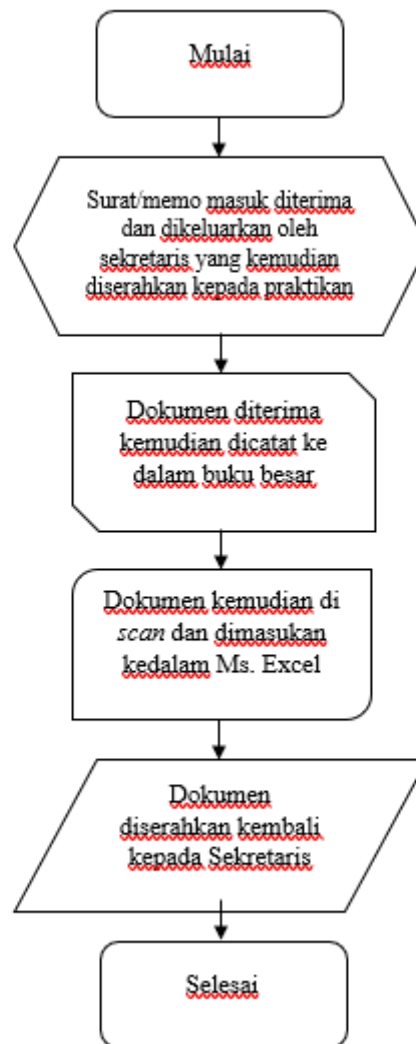 Mulai
Surat/memo masuk diterima
dan dikeluarkan oleh
sekretaris yang kemudian
diserahkan kepada praktikan
Dokumen diterima
kemudian dicatat ke
dalam buku besar
Dokumen kemudian di
scan dan dimasukan
kedalam Ms. Excel
Dokumen
diserahkan kembali
kepada Sekretaris
Selesai